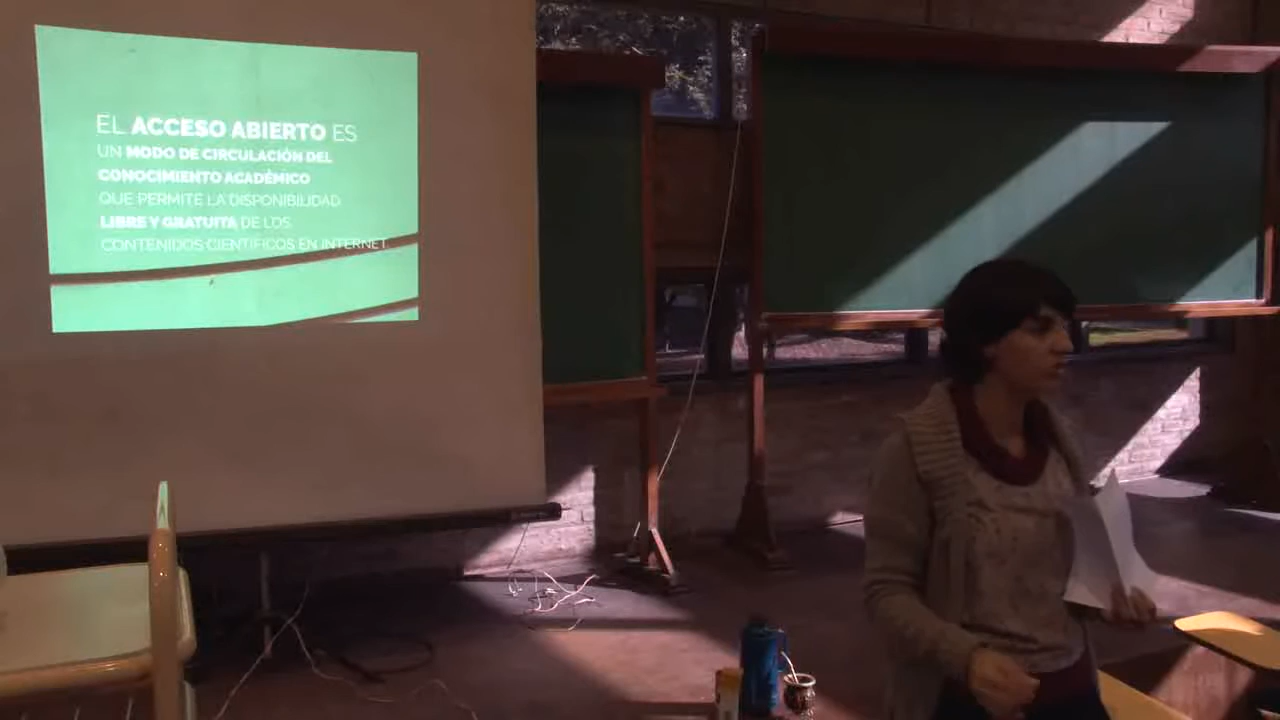 EL ACCESO ABIERTO ES
UN MODO DE CIRCULACIÓN DEL
CONOCIMIENTO ACADÉMICO
QUE PERMITE LA DISPONIBILIDAD
LIBRE Y GRATUITA DE LOS
CONTENIDOS CIENTÍFICOS EN INTERNET